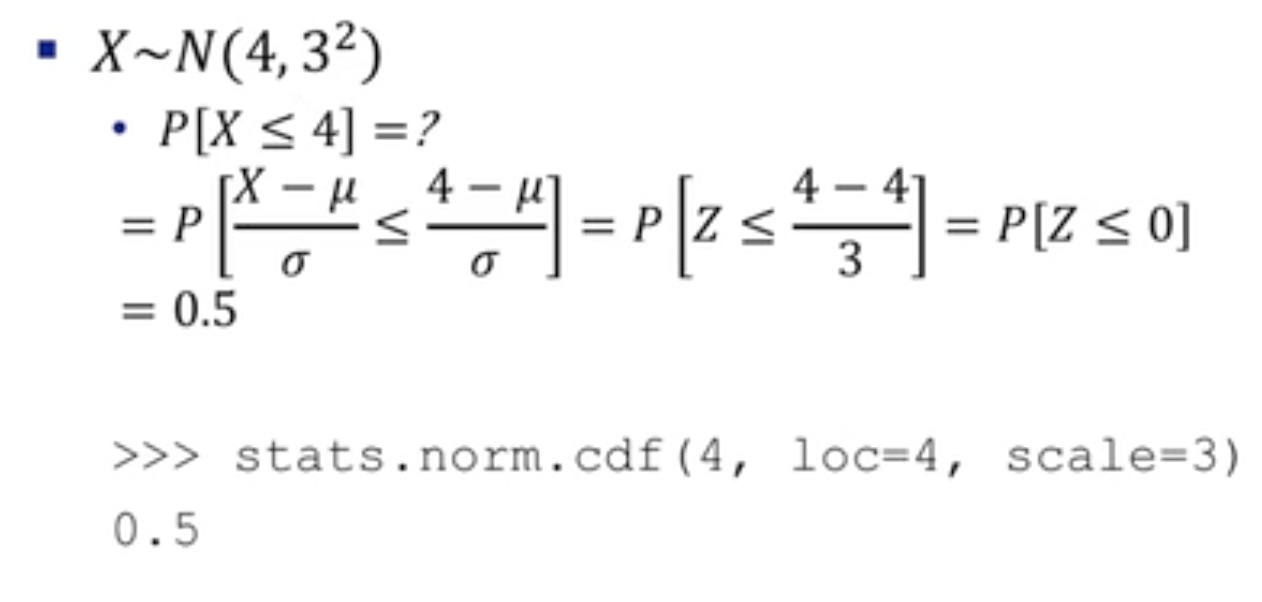 ▪ X~N(4, 3²)
• P[X ≤ 4] =?
= P[(X − μ)/σ ≤ (4 − μ)/σ] = P[Z ≤ (4 − 4)/3] = P[Z ≤ 0]
= 0.5
>>> stats.norm.cdf(4, loc=4, scale=3)
0.5